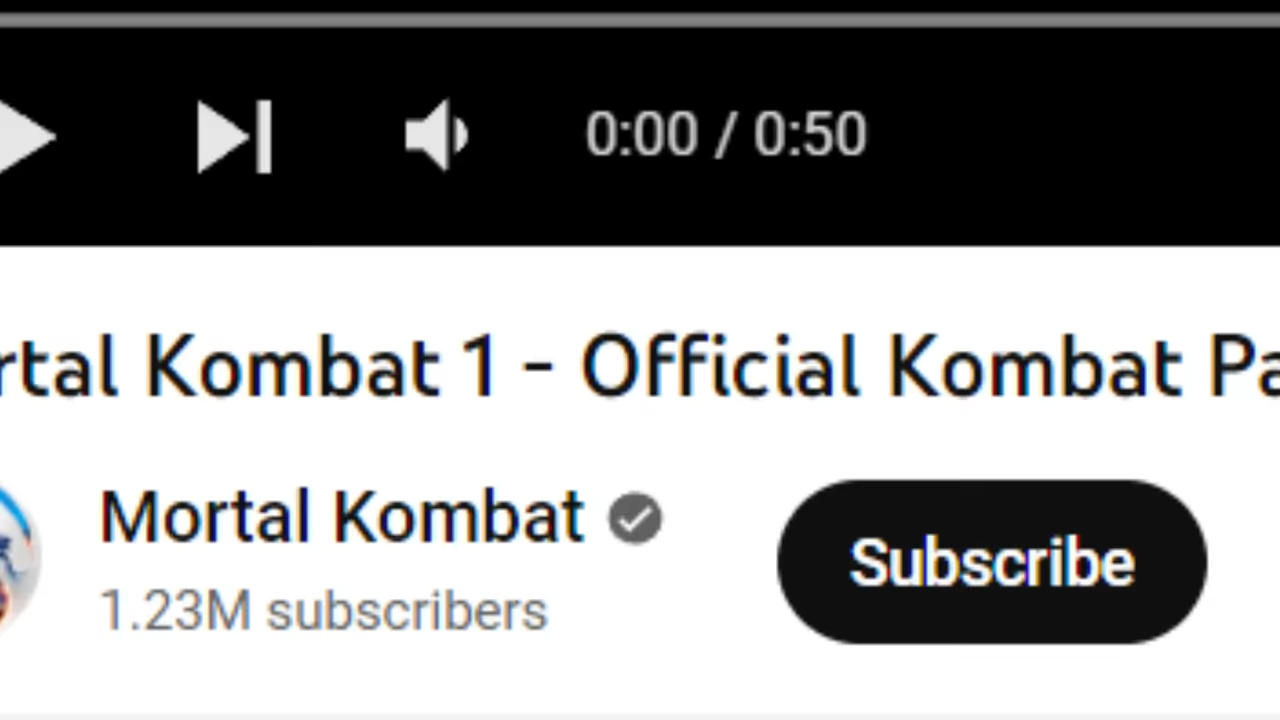 0:00 / 0:50
rtal Kombat 1 - Official Kombat Pa
Mortal Kombat
1.23M subscribers
Subscribe